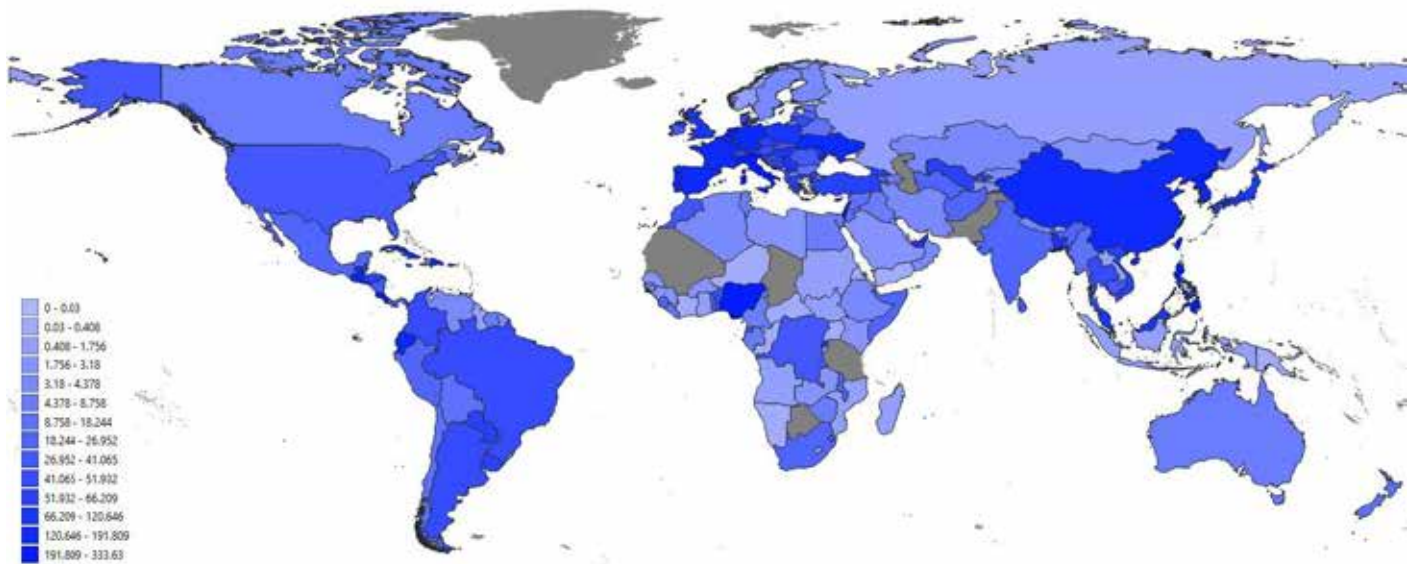 0 - 0.03
0.03 - 0.408
0.408 - 1.756
1.756 - 3.18
3.18 - 4.378
4.378 - 8.758
8.758 - 18.244
18.244 - 26.952
26.952 - 41.065
41.065 - 51.932
51.932 - 66.209
66.209 - 120.646
120.646 - 191.809
191.809 - 333.63